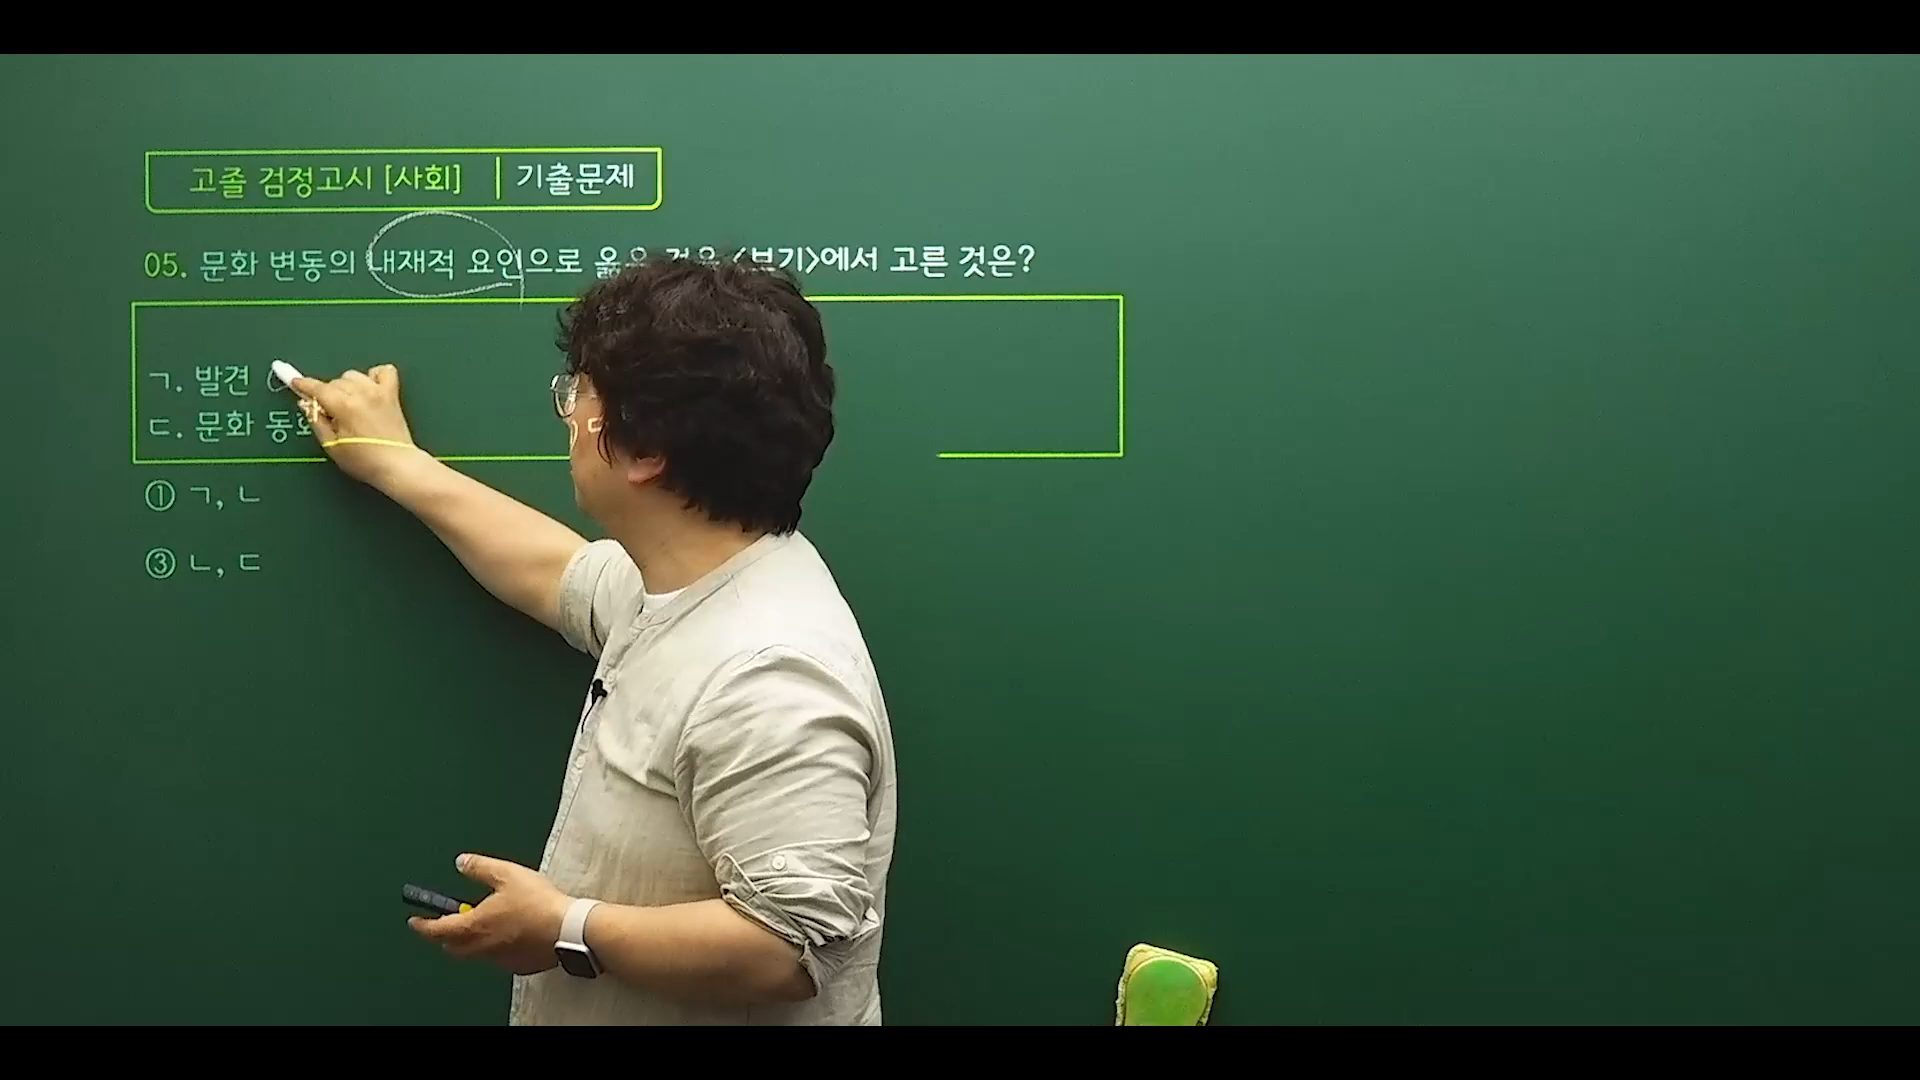 고졸 검정고시 [사회] 기출문제
05. 문화 변동의 내재적 요인으로 옳은 것을 <보기>에서 고른 것은?
ㄱ. 발견
ㄷ. 문화 동화
① ㄱ, ㄴ
③ ㄴ, ㄷ